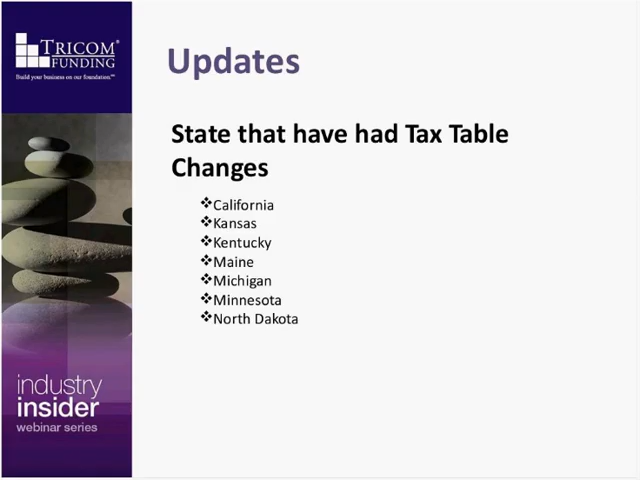 TRICOM®
FUNDING
Build your business on our foundation.℠
Updates
State that have had Tax Table
Changes
❖California
❖Kansas
❖Kentucky
❖Maine
❖Michigan
❖Minnesota
❖North Dakota
industry
insider
webinar series